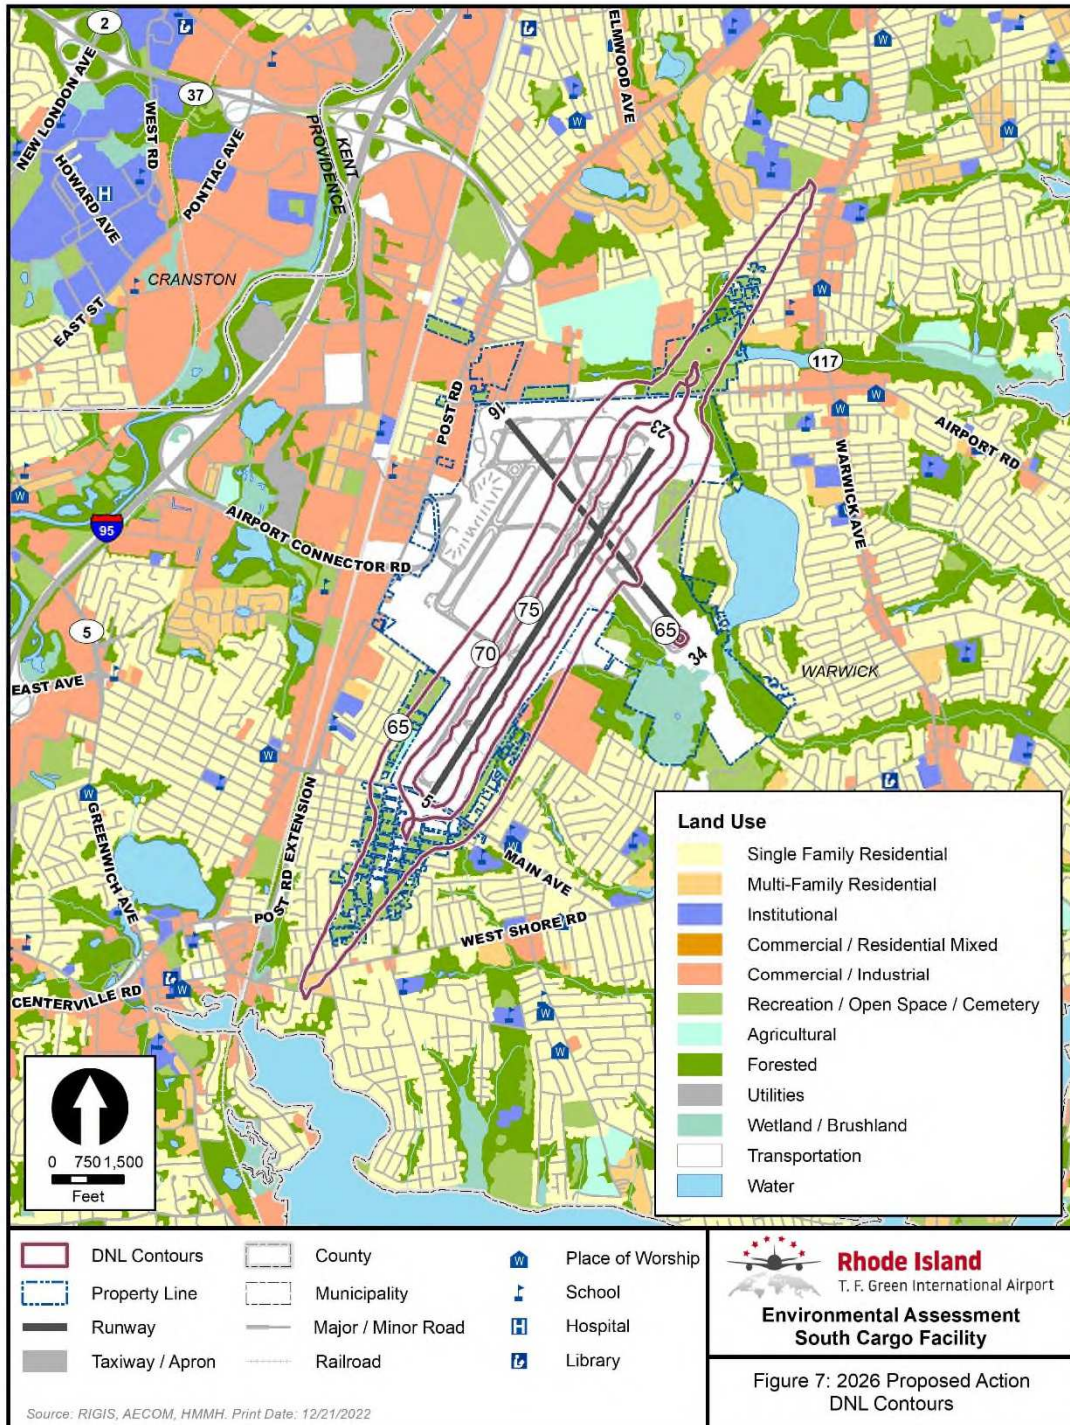 2
37
NEW LONDON AVE
WEST RD
PONTIAC AVE
HOWARD AVE
KENT
PROVIDENCE
ELMWOOD AVE
CRANSTON
EAST ST
POST RD
117
16
23
AIRPORT RD
WARWICK AVE
95
AIRPORT CONNECTOR RD
5
75
70
65
65
34
WARWICK
EAST AVE
5
GREENWICH AVE
POST RD EXTENSION
MAIN AVE
WEST SHORE RD
CENTERVILLE RD
0 750 1,500
Feet
Land Use
Single Family Residential
Multi-Family Residential
Institutional
Commercial / Residential Mixed
Commercial / Industrial
Recreation / Open Space / Cemetery
Agricultural
Forested
Utilities
Wetland / Brushland
Transportation
Water
DNL Contours
Property Line
Runway
Taxiway / Apron
County
Municipality
Major / Minor Road
Railroad
W Place of Worship
School
H Hospital
L Library
Source: RIGIS, AECOM, HMMH. Print Date: 12/21/2022
Rhode Island
T. F. Green International Airport
Environmental Assessment
South Cargo Facility
Figure 7: 2026 Proposed Action
DNL Contours